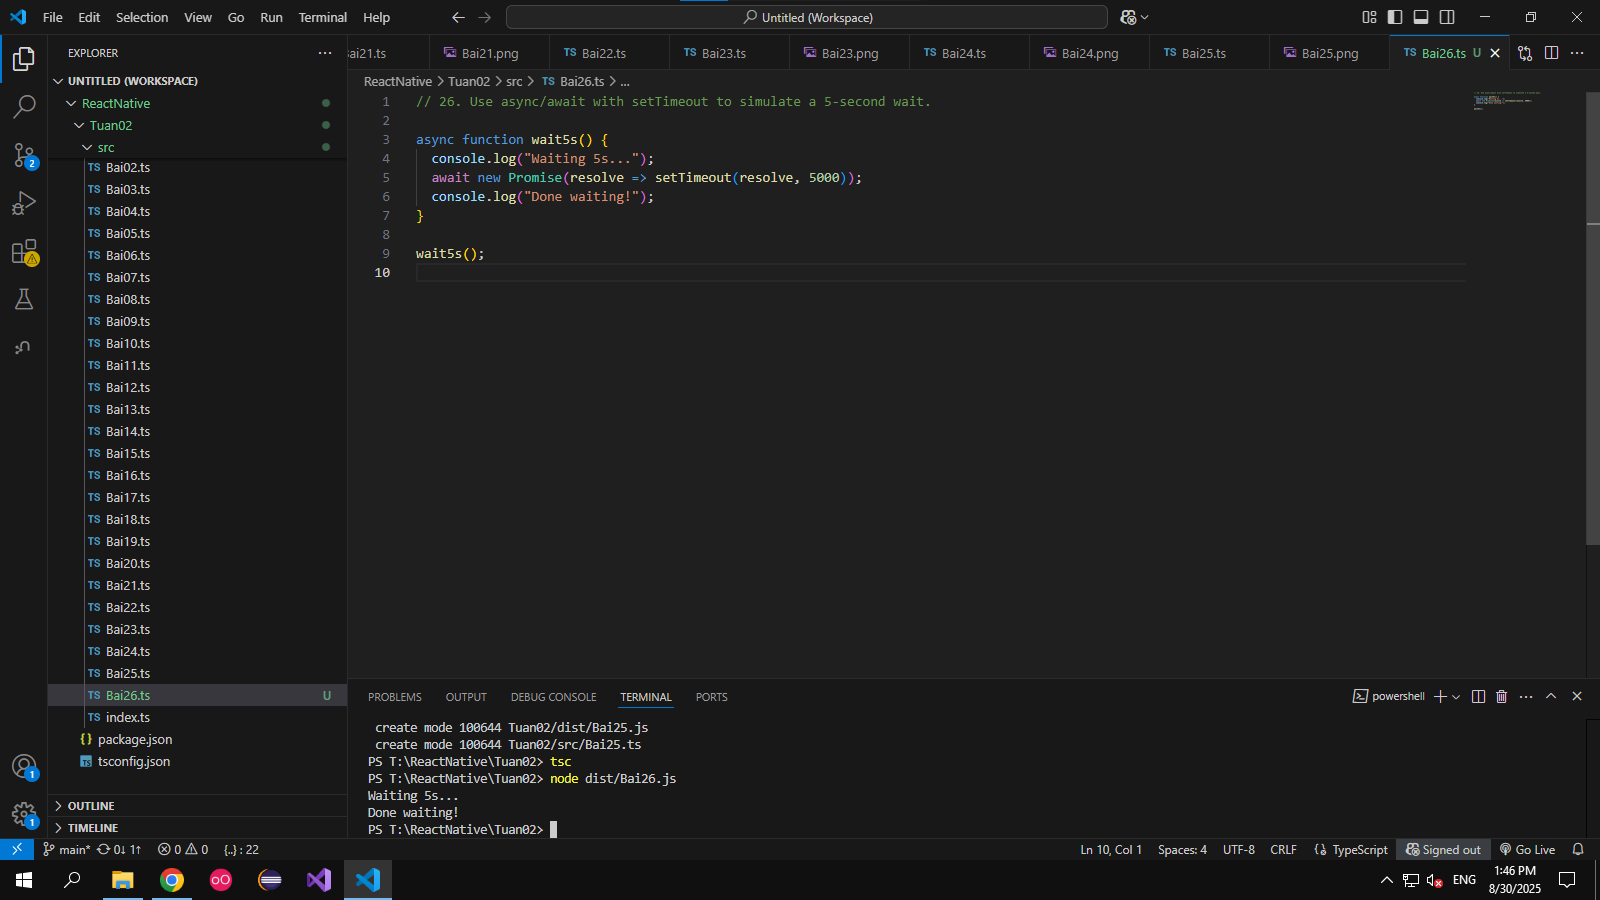 File Edit Selection View Go Run Terminal Help
Untitled (Workspace)
EXPLORER
UNTITLED (WORKSPACE)
ReactNative
Tuan02
src
TS Bai02.ts
TS Bai03.ts
TS Bai04.ts
TS Bai05.ts
TS Bai06.ts
TS Bai07.ts
TS Bai08.ts
TS Bai09.ts
TS Bai10.ts
TS Bai11.ts
TS Bai12.ts
TS Bai13.ts
TS Bai14.ts
TS Bai15.ts
TS Bai16.ts
TS Bai17.ts
TS Bai18.ts
TS Bai19.ts
TS Bai20.ts
TS Bai21.ts
TS Bai22.ts
TS Bai23.ts
TS Bai24.ts
TS Bai25.ts
TS Bai26.ts U
TS index.ts
{} package.json
TS tsconfig.json
OUTLINE
TIMELINE
2
1
1
ai21.ts Bai21.png TS Bai22.ts TS Bai23.ts Bai23.png TS Bai24.ts Bai24.png TS Bai25.ts Bai25.png TS Bai26.ts U
ReactNative > Tuan02 > src > TS Bai26.ts > ...
1 // 26. Use async/await with setTimeout to simulate a 5-second wait.
2
3 async function wait5s() {
4 console.log("Waiting 5s...");
5 await new Promise(resolve => setTimeout(resolve, 5000));
6 console.log("Done waiting!");
7 }
8
9 wait5s();
10
PROBLEMS OUTPUT DEBUG CONSOLE TERMINAL PORTS
powershell
create mode 100644 Tuan02/dist/Bai25.js
create mode 100644 Tuan02/src/Bai25.ts
PS T:\ReactNative\Tuan02> tsc
PS T:\ReactNative\Tuan02> node dist/Bai26.js
Waiting 5s...
Done waiting!
PS T:\ReactNative\Tuan02>
main* 0↓ 1↑ 0 0 {..} : 22
Ln 10, Col 1 Spaces: 4 UTF-8 CRLF {} TypeScript Signed out Go Live
ENG
1:46 PM
8/30/2025